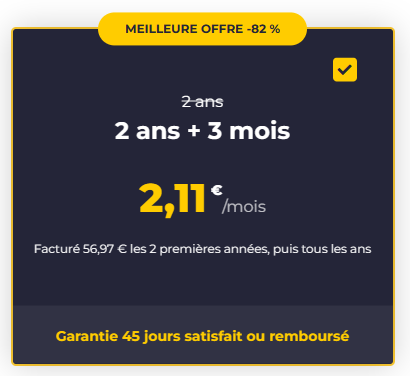 MEILLEURE OFFRE -82 %
2 ans
2 ans + 3 mois
2,11 € /mois
Facturé 56,97 € les 2 premières années, puis tous les ans
Garantie 45 jours satisfait ou remboursé